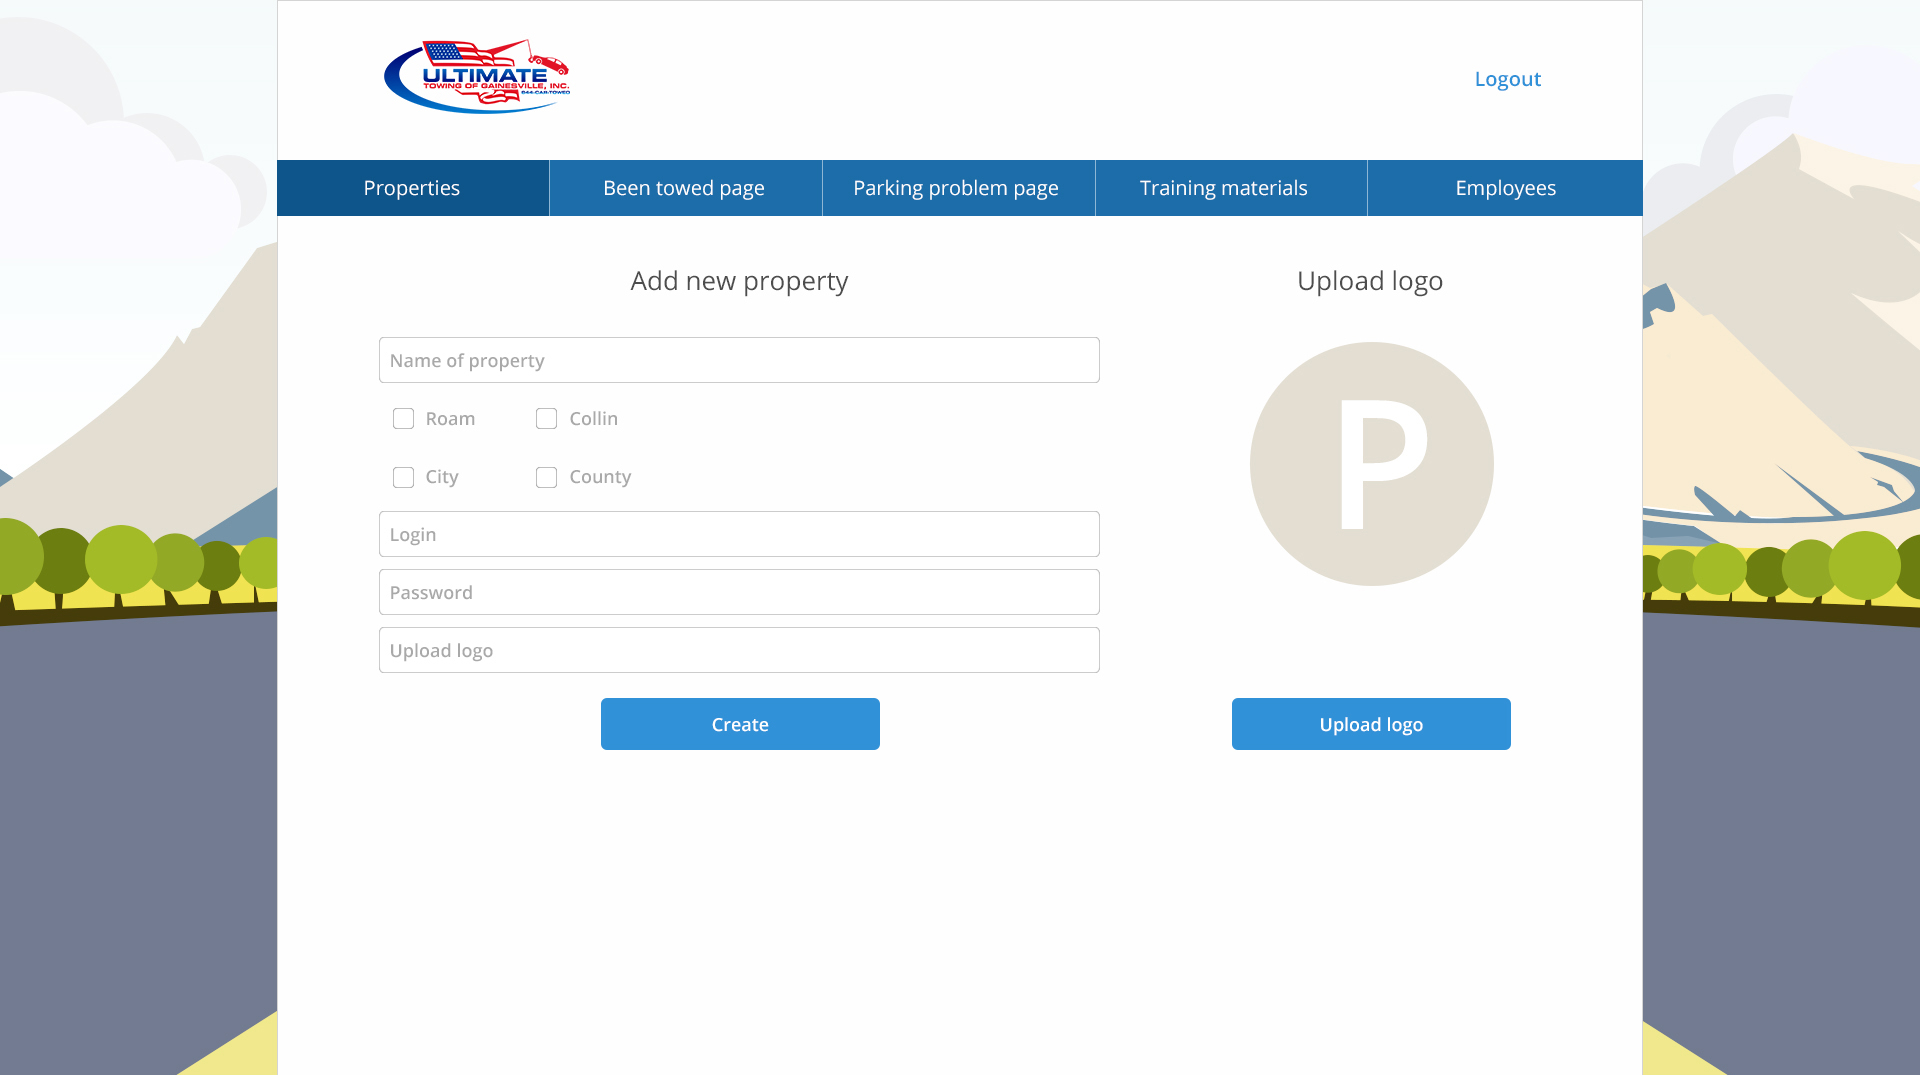 ULTIMATE
TOWING OF GAINESVILLE, INC.
844-CAR-TOWED
Logout
Properties
Been towed page
Parking problem page
Training materials
Employees
Add new property
Upload logo
Name of property
Roam
Collin
City
County
Login
Password
Upload logo
P
Create
Upload logo